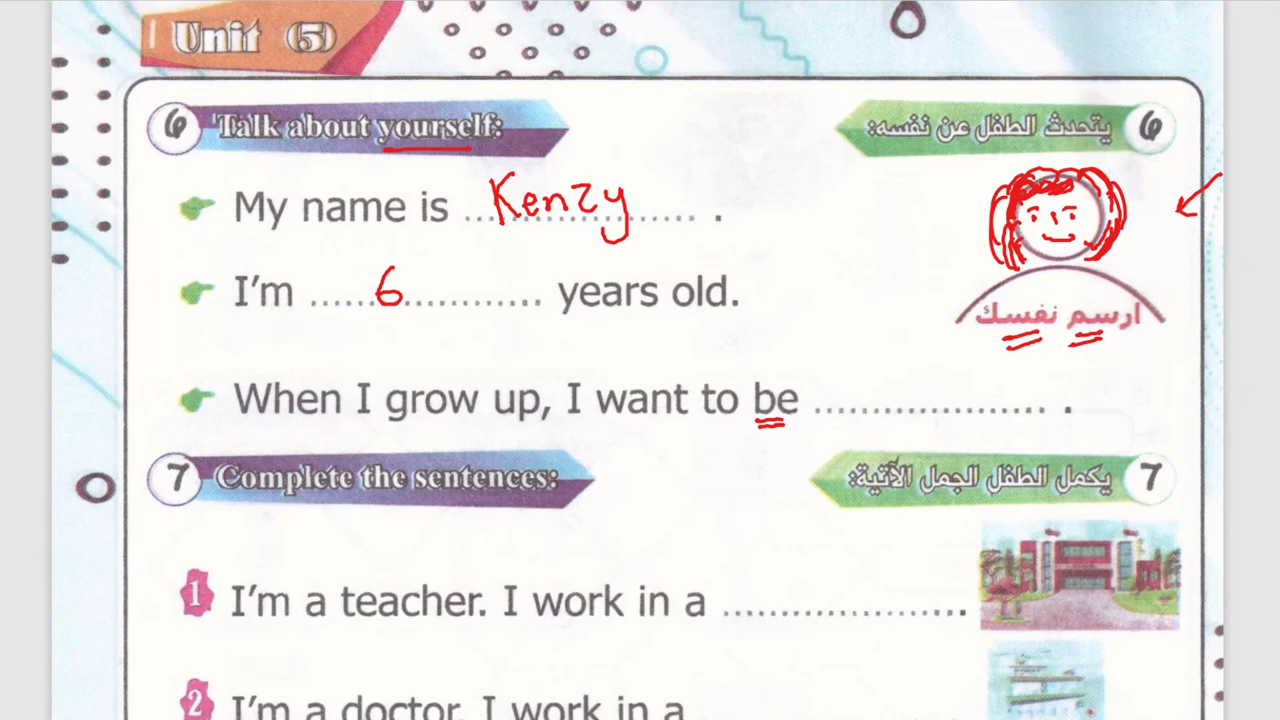 Unit (5)
6 Talk about yourself: يتحدث الطفل عن نفسه: 6
My name is ....Kenzy.......... .
I'm ......6............. years old.
ارسم نفسك
When I grow up, I want to be ..................... .
7 Complete the sentences: يكمل الطفل الجمل الآتية: 7
1 I'm a teacher. I work in a .....................
2 I'm a doctor. I work in a